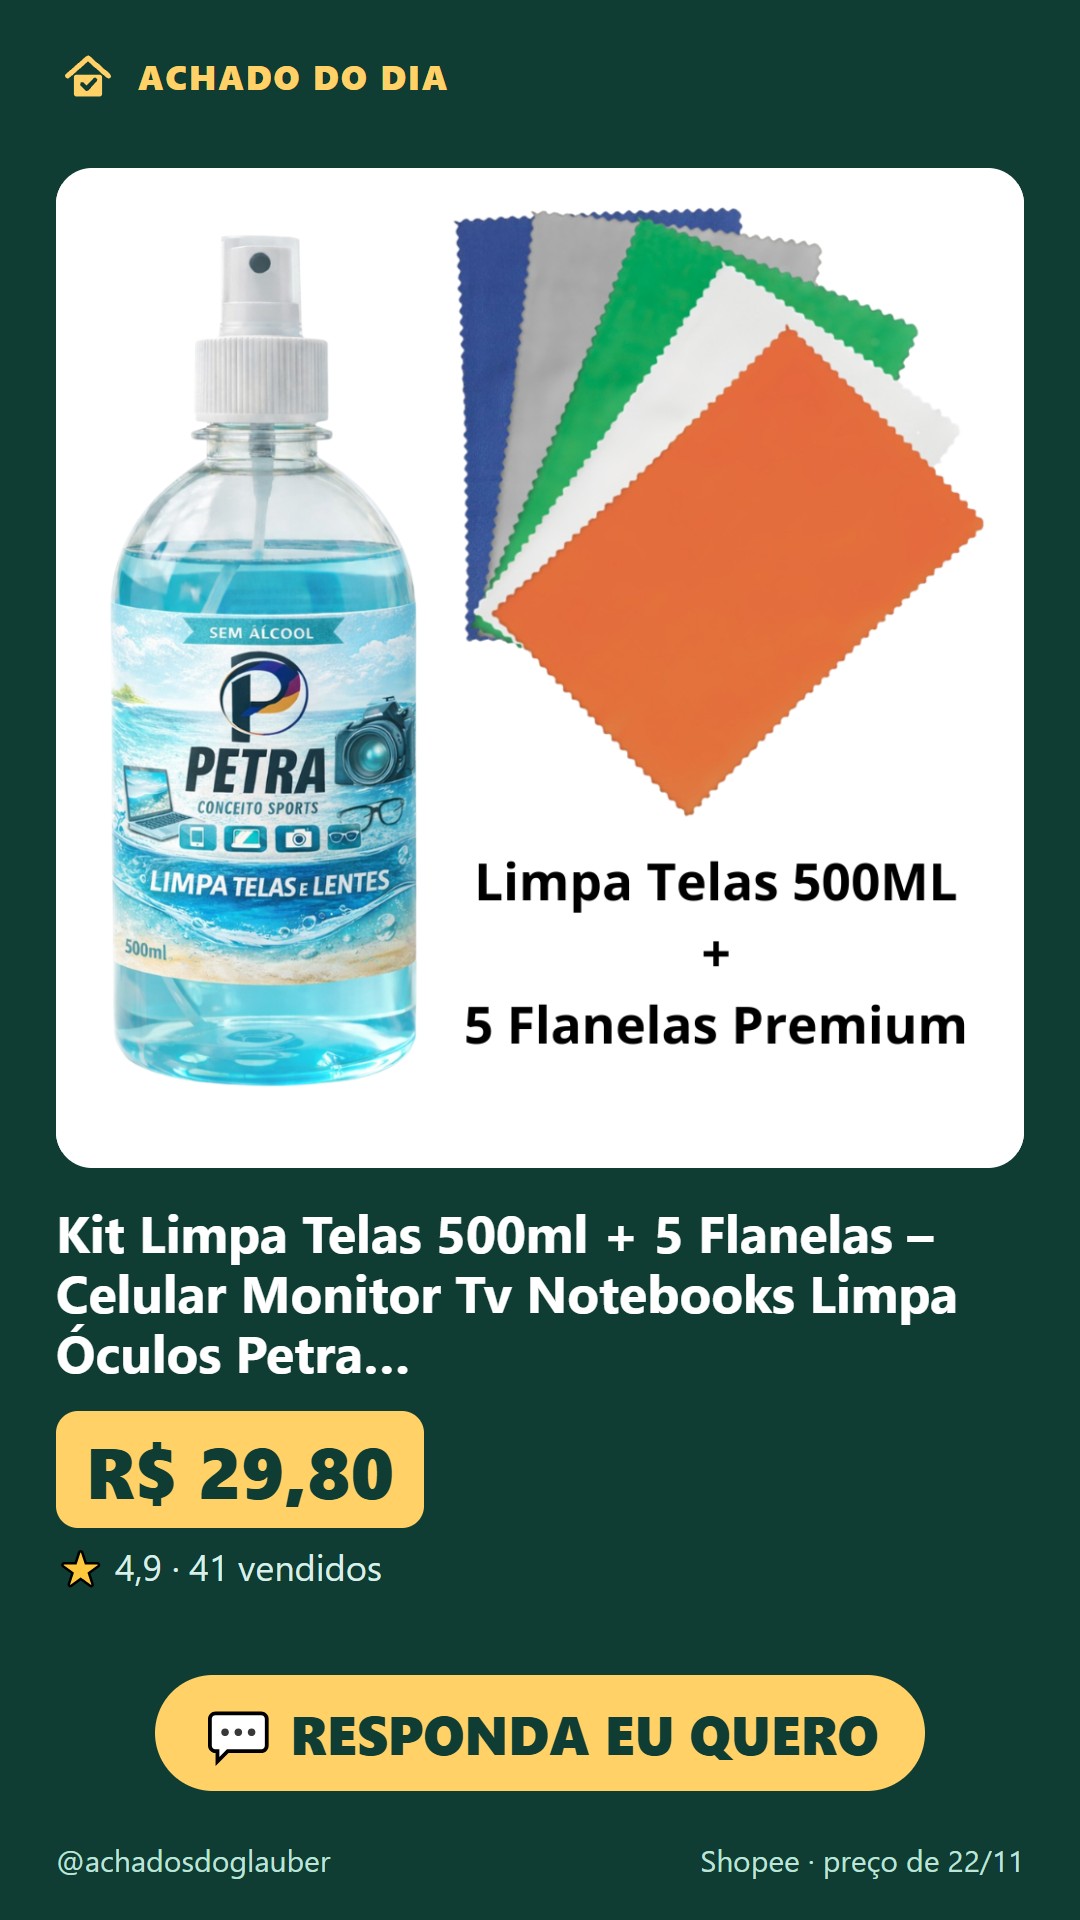 ACHADO DO DIA
SEM ÁLCOOL
PETRA
CONCEITO SPORTS
LIMPA TELAS E LENTES
500ml
Limpa Telas 500ML
+
5 Flanelas Premium
Kit Limpa Telas 500ml + 5 Flanelas –
Celular Monitor Tv Notebooks Limpa
Óculos Petra...
R$ 29,80
4,9 · 41 vendidos
RESPONDA EU QUERO
@achadosdoglauber
Shopee · preço de 22/11